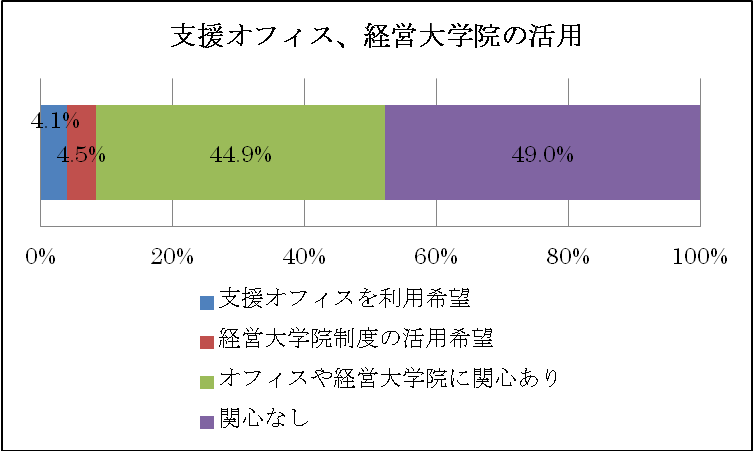 支援オフィス、経営大学院の活用
4.1%
4.5%
44.9%
49.0%
0% 20% 40% 60% 80% 100%
支援オフィスを利用希望
経営大学院制度の活用希望
オフィスや経営大学院に関心あり
関心なし